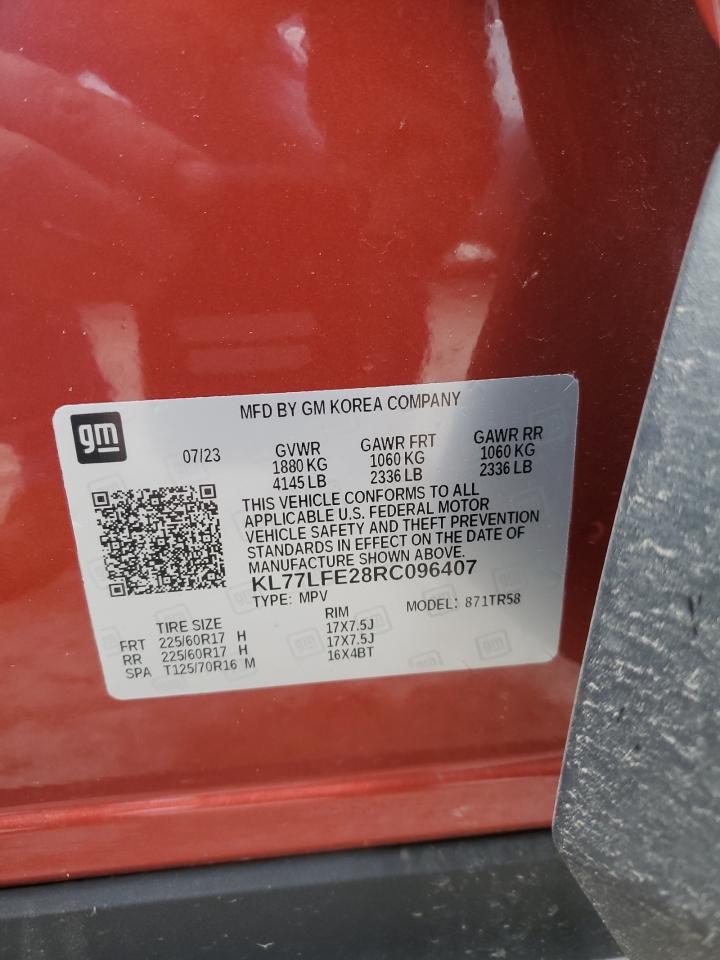 gm
MFD BY GM KOREA COMPANY
07/23
GVWR
1880 KG
4145 LB
GAWR FRT
1060 KG
2336 LB
GAWR RR
1060 KG
2336 LB
THIS VEHICLE CONFORMS TO ALL
APPLICABLE U.S. FEDERAL MOTOR
VEHICLE SAFETY AND THEFT PREVENTION
STANDARDS IN EFFECT ON THE DATE OF
MANUFACTURE SHOWN ABOVE.
KL77LFE28RC096407
TYPE: MPV
MODEL: 871TR58
TIRE SIZE RIM
FRT 225/60R17 H 17X7.5J
RR 225/60R17 H 17X7.5J
SPA T125/70R16 M 16X4BT